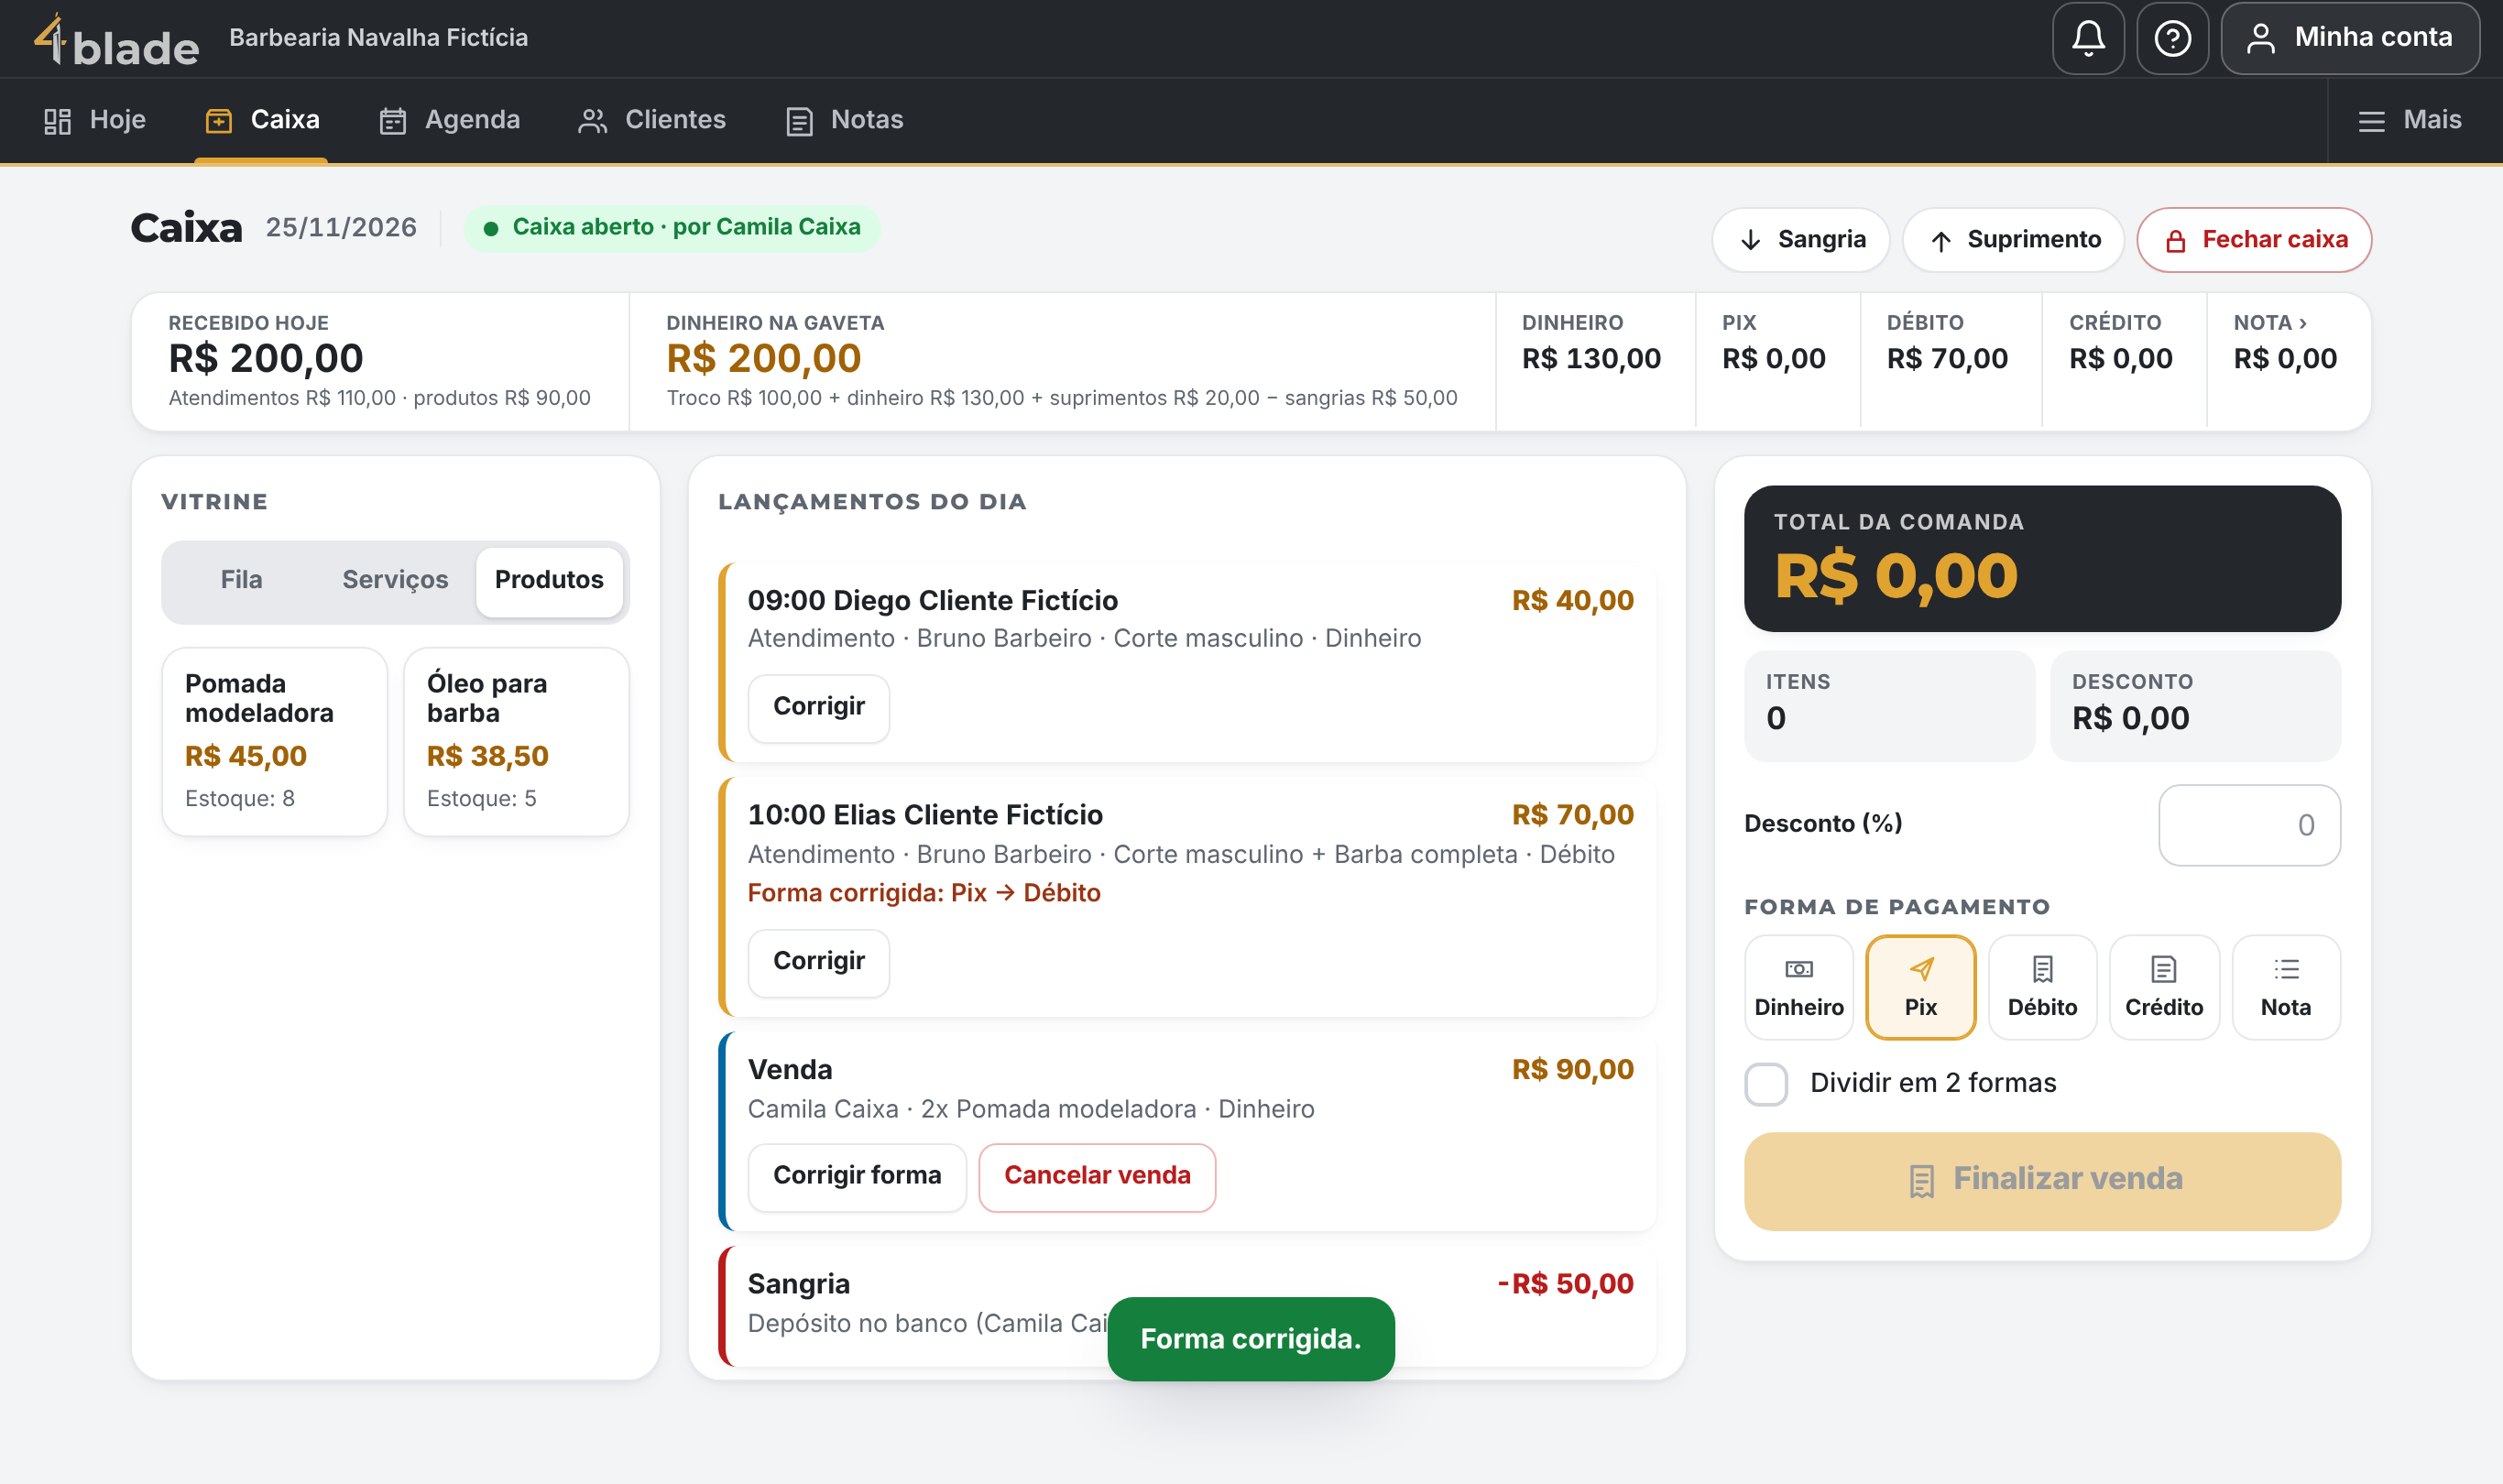 4blade
Barbearia Navalha Fictícia
Minha conta
Hoje
Caixa
Agenda
Clientes
Notas
Mais
Caixa
25/11/2026
Caixa aberto · por Camila Caixa
Sangria
Suprimento
Fechar caixa
RECEBIDO HOJE
R$ 200,00
Atendimentos R$ 110,00 · produtos R$ 90,00
DINHEIRO NA GAVETA
R$ 200,00
Troco R$ 100,00 + dinheiro R$ 130,00 + suprimentos R$ 20,00 − sangrias R$ 50,00
DINHEIRO
R$ 130,00
PIX
R$ 0,00
DÉBITO
R$ 70,00
CRÉDITO
R$ 0,00
NOTA ›
R$ 0,00
VITRINE
Fila
Serviços
Produtos
Pomada
modeladora
R$ 45,00
Estoque: 8
Óleo para
barba
R$ 38,50
Estoque: 5
LANÇAMENTOS DO DIA
09:00 Diego Cliente Fictício
R$ 40,00
Atendimento · Bruno Barbeiro · Corte masculino · Dinheiro
Corrigir
10:00 Elias Cliente Fictício
R$ 70,00
Atendimento · Bruno Barbeiro · Corte masculino + Barba completa · Débito
Forma corrigida: Pix → Débito
Corrigir
Venda
R$ 90,00
Camila Caixa · 2x Pomada modeladora · Dinheiro
Corrigir forma
Cancelar venda
Sangria
-R$ 50,00
Depósito no banco (Camila Cai
Forma corrigida.
TOTAL DA COMANDA
R$ 0,00
ITENS
0
DESCONTO
R$ 0,00
Desconto (%)
0
FORMA DE PAGAMENTO
Dinheiro
Pix
Débito
Crédito
Nota
Dividir em 2 formas
Finalizar venda